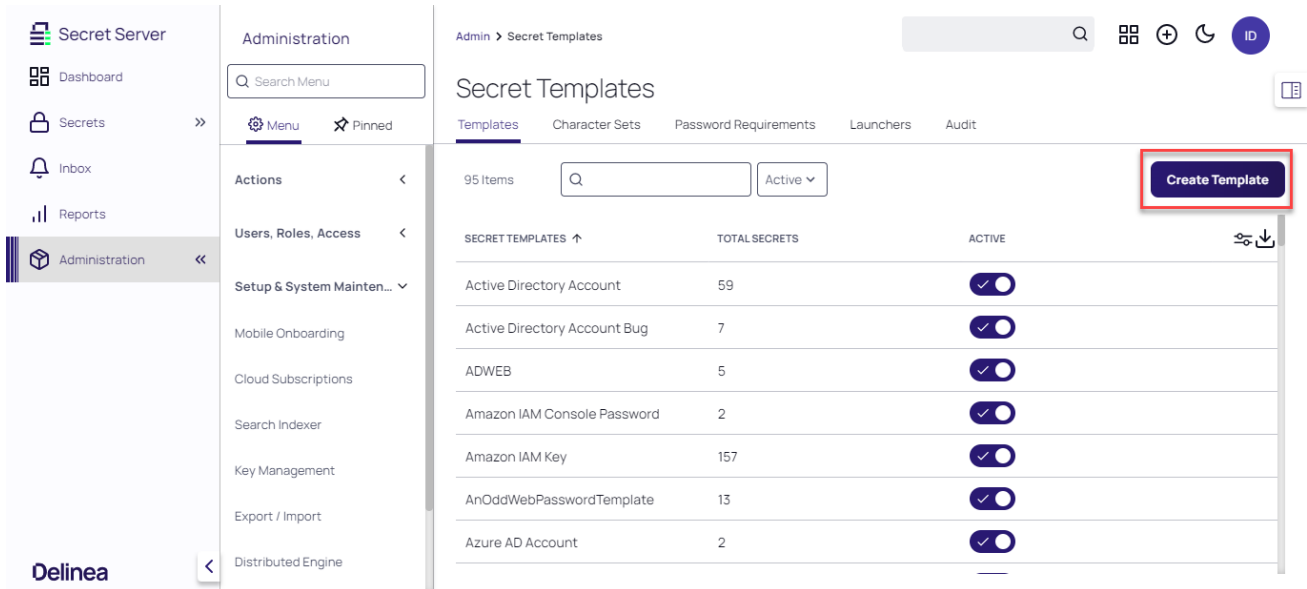 Secret Server
Dashboard
Secrets
Inbox
Reports
Administration
Delinea
Administration
Search Menu
Menu Pinned
Actions
Users, Roles, Access
Setup & System Mainten...
Mobile Onboarding
Cloud Subscriptions
Search Indexer
Key Management
Export / Import
Distributed Engine
Admin > Secret Templates
ID
Secret Templates
Templates Character Sets Password Requirements Launchers Audit
95 Items Active Create Template
SECRET TEMPLATES TOTAL SECRETS ACTIVE
Active Directory Account 59
Active Directory Account Bug 7
ADWEB 5
Amazon IAM Console Password 2
Amazon IAM Key 157
AnOddWebPasswordTemplate 13
Azure AD Account 2